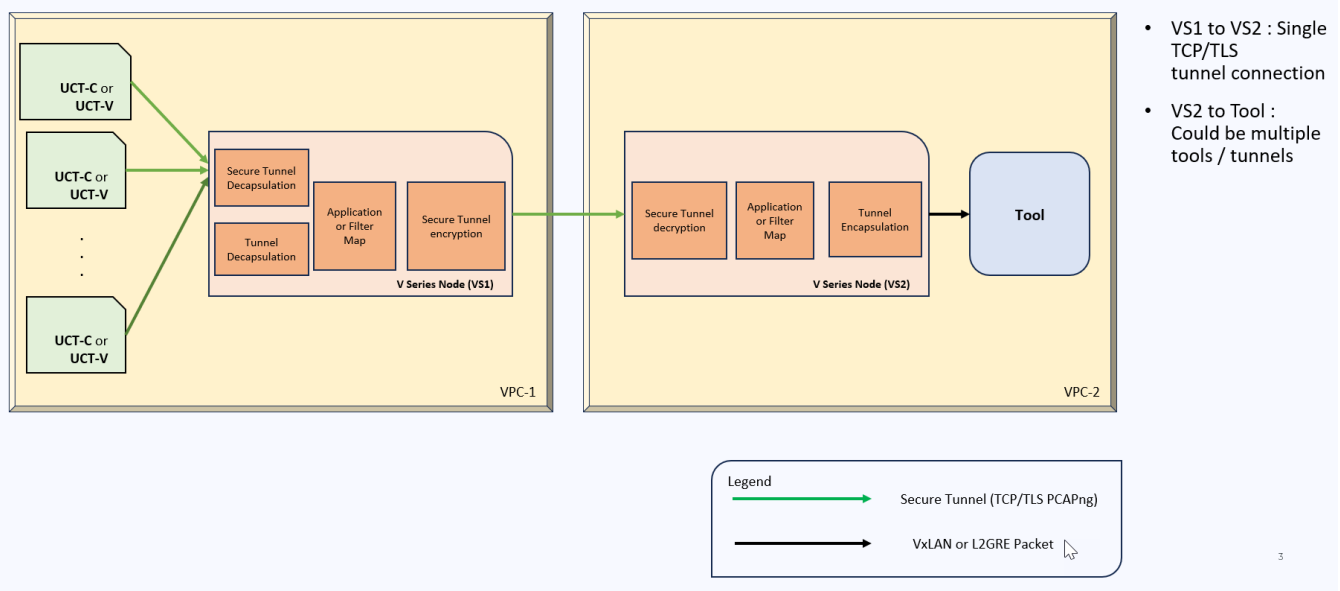 UCT-C or
UCT-V
UCT-C or
UCT-V
.
.
.
UCT-C or
UCT-V
Secure Tunnel
Decapsulation
Tunnel
Decapsulation
Application
or Filter
Map
Secure Tunnel
encryption
V Series Node (VS1)
VPC-1
Secure Tunnel
decryption
Application
or Filter
Map
Tunnel
Encapsulation
V Series Node (VS2)
Tool
VPC-2
• VS1 to VS2 : Single
TCP/TLS
tunnel connection
• VS2 to Tool :
Could be multiple
tools / tunnels
Legend
Secure Tunnel (TCP/TLS PCAPng)
VxLAN or L2GRE Packet
3